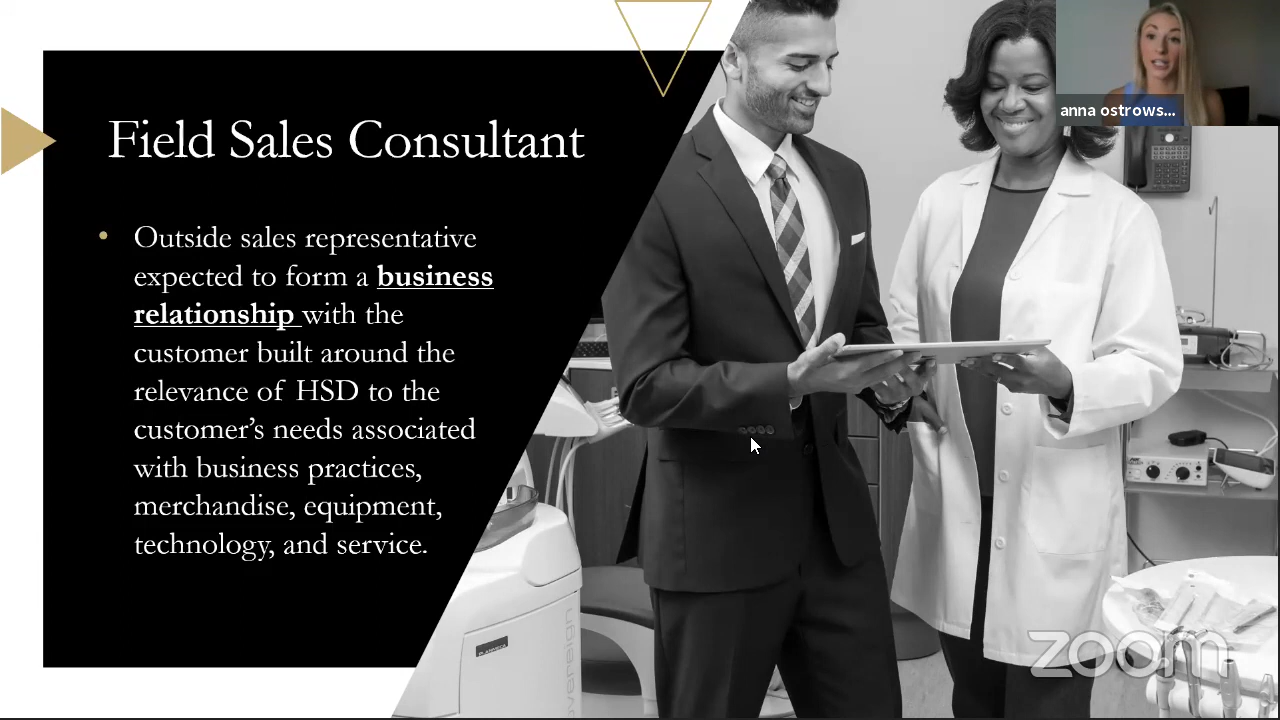 anna ostrows...
Field Sales Consultant
• Outside sales representative
expected to form a business
relationship with the
customer built around the
relevance of HSD to the
customer’s needs associated
with business practices,
merchandise, equipment,
technology, and service.
PLANMECA
zoom